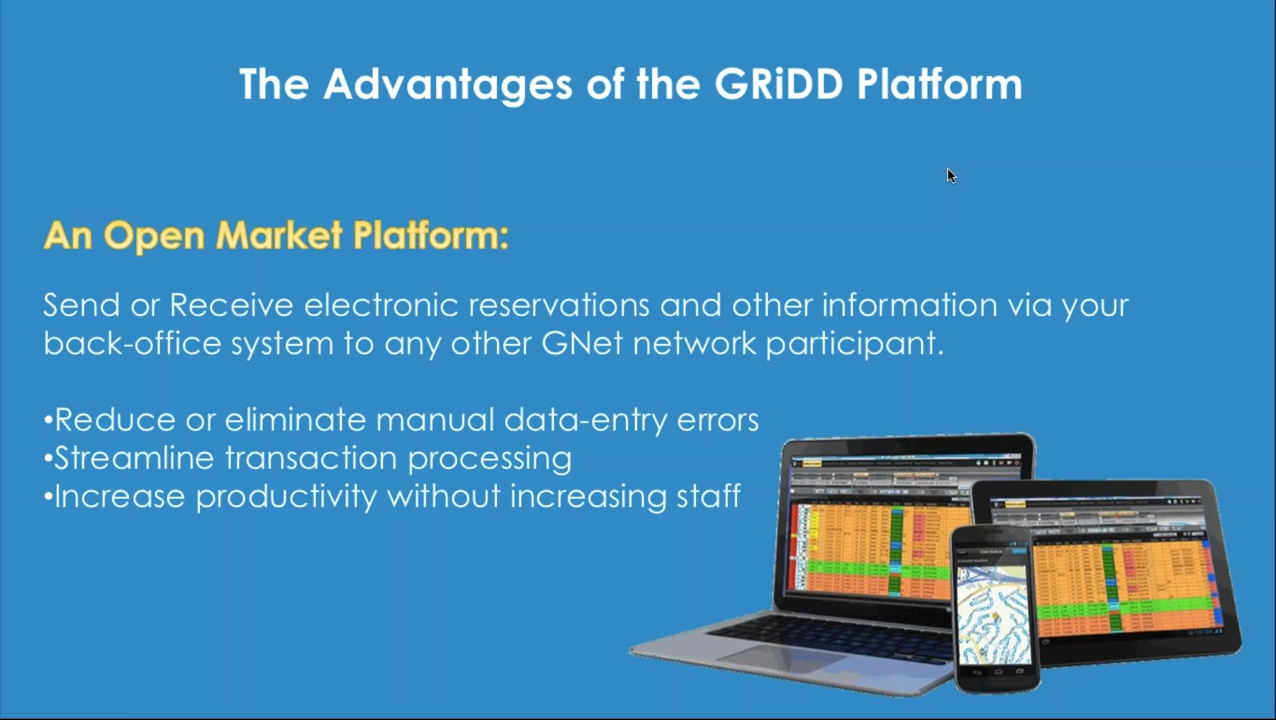 The Advantages of the GRiDD Platform
An Open Market Platform:
Send or Receive electronic reservations and other information via your
back-office system to any other GNet network participant.
•Reduce or eliminate manual data-entry errors
•Streamline transaction processing
•Increase productivity without increasing staff